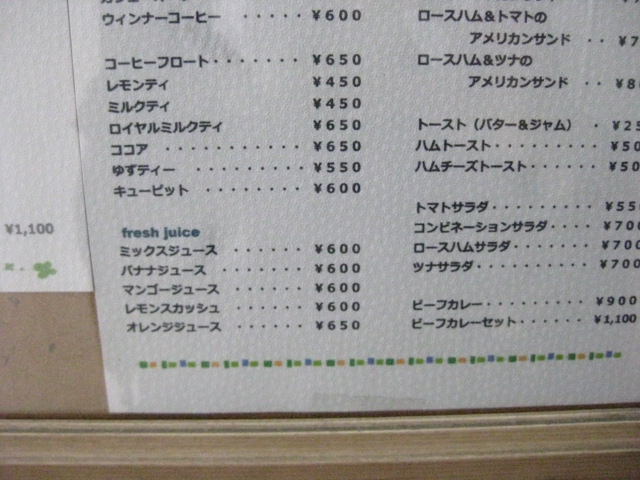 ウィンナーコーヒー ・・・・・ ¥600
コーヒーフロート・・・・・・・ ¥650
レモンティ ¥450
ミルクティ ¥450
ロイヤルミルクティ ¥650
ココア ・・・・・・・・・・ ¥650
ゆずティー ・・・・・・・・ ¥550
キューピット ・・・・・・・ ¥600
fresh juice
ミックスジュース ・・・・・・ ¥600
バナナジュース ・・・・・・ ¥600
マンゴージュース ・・・・・・ ¥600
レモンスカッシュ ・・・・・・ ¥600
オレンジジュース ・・・・・・ ¥650
ロースハム&トマトの
アメリカンサンド ・・ ¥7
ロースハム&ツナの
アメリカンサンド ・・ ¥8
トースト(バター&ジャム) ・ ¥25
ハムトースト・・・・・・・・ ¥50
ハムチーズトースト・・・・・ ¥50
トマトサラダ・・・・・・・・ ¥55
コンビネーションサラダ・・・・ ¥700
ロースハムサラダ・・・・・・ ¥700
ツナサラダ・・・・・・・・・ ¥700
ビーフカレー・・・・・・・・・ ¥900
ビーフカレーセット・・・・・・ ¥1,100
¥1,100